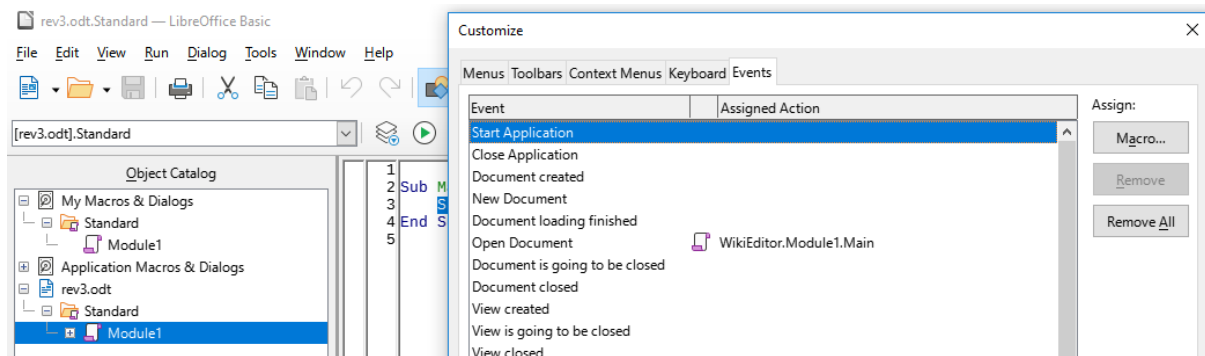 rev3.odt.Standard — LibreOffice Basic
File Edit View Run Dialog Tools Window Help
[rev3.odt].Standard
Object Catalog
My Macros & Dialogs
Standard
Module1
Application Macros & Dialogs
rev3.odt
Standard
Module1
1
2 Sub M
3 S
4 End S
5
Customize
Menus Toolbars Context Menus Keyboard Events
Event Assigned Action
Start Application
Close Application
Document created
New Document
Document loading finished
Open Document WikiEditor.Module1.Main
Document is going to be closed
Document closed
View created
View is going to be closed
View closed
Assign:
Macro...
Remove
Remove All